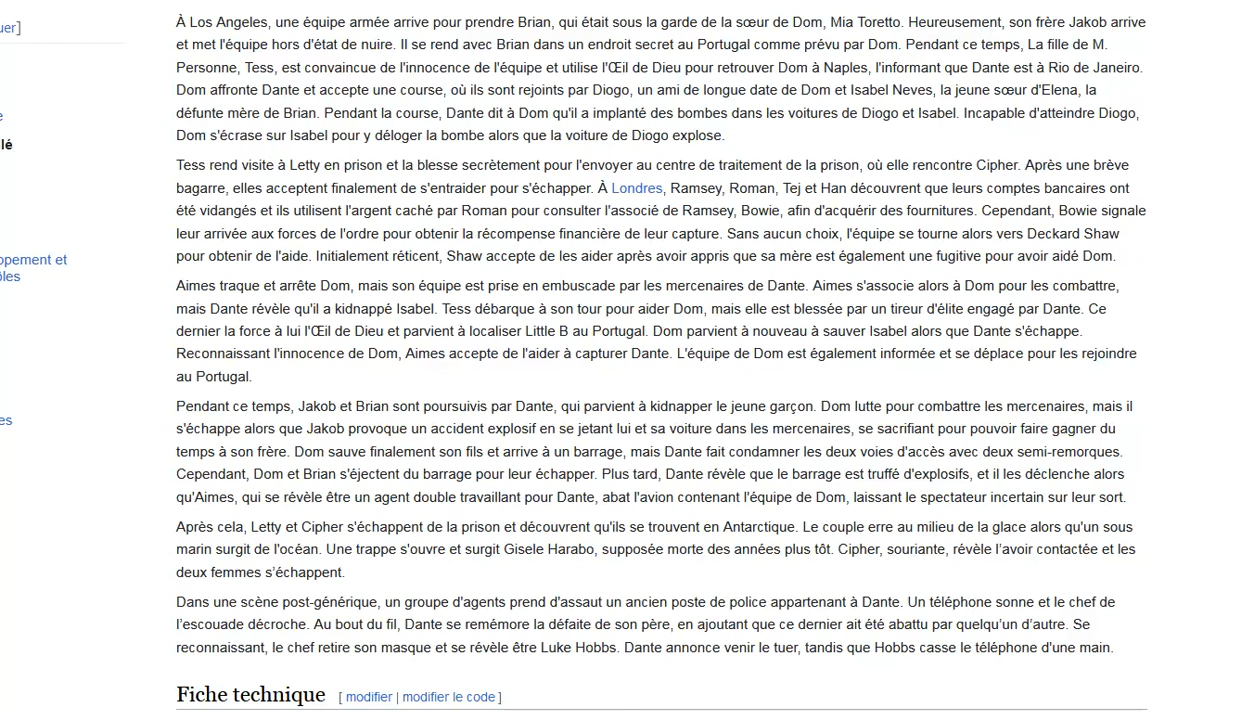 uer]
À Los Angeles, une équipe armée arrive pour prendre Brian, qui était sous la garde de la sœur de Dom, Mia Toretto. Heureusement, son frère Jakob arrive
et met l'équipe hors d'état de nuire. Il se rend avec Brian dans un endroit secret au Portugal comme prévu par Dom. Pendant ce temps, La fille de M.
Personne, Tess, est convaincue de l'innocence de l'équipe et utilise l'Œil de Dieu pour retrouver Dom à Naples, l'informant que Dante est à Rio de Janeiro.
Dom affronte Dante et accepte une course, où ils sont rejoints par Diogo, un ami de longue date de Dom et Isabel Neves, la jeune sœur d'Elena, la
défunte mère de Brian. Pendant la course, Dante dit à Dom qu'il a implanté des bombes dans les voitures de Diogo et Isabel. Incapable d'atteindre Diogo,
Dom s'écrase sur Isabel pour y déloger la bombe alors que la voiture de Diogo explose.
e
lé
opement et
ôles
es
Tess rend visite à Letty en prison et la blesse secrètement pour l'envoyer au centre de traitement de la prison, où elle rencontre Cipher. Après une brève
bagarre, elles acceptent finalement de s'entraider pour s'échapper. À Londres, Ramsey, Roman, Tej et Han découvrent que leurs comptes bancaires ont
été vidangés et ils utilisent l'argent caché par Roman pour consulter l'associé de Ramsey, Bowie, afin d'acquérir des fournitures. Cependant, Bowie signale
leur arrivée aux forces de l'ordre pour obtenir la récompense financière de leur capture. Sans aucun choix, l'équipe se tourne alors vers Deckard Shaw
pour obtenir de l'aide. Initialement réticent, Shaw accepte de les aider après avoir appris que sa mère est également une fugitive pour avoir aidé Dom.
Aimes traque et arrête Dom, mais son équipe est prise en embuscade par les mercenaires de Dante. Aimes s'associe alors à Dom pour les combattre,
mais Dante révèle qu'il a kidnappé Isabel. Tess débarque à son tour pour aider Dom, mais elle est blessée par un tireur d'élite engagé par Dante. Ce
dernier la force à lui l'Œil de Dieu et parvient à localiser Little B au Portugal. Dom parvient à nouveau à sauver Isabel alors que Dante s'échappe.
Reconnaissant l'innocence de Dom, Aimes accepte de l'aider à capturer Dante. L'équipe de Dom est également informée et se déplace pour les rejoindre
au Portugal.
Pendant ce temps, Jakob et Brian sont poursuivis par Dante, qui parvient à kidnapper le jeune garçon. Dom lutte pour combattre les mercenaires, mais il
s'échappe alors que Jakob provoque un accident explosif en se jetant lui et sa voiture dans les mercenaires, se sacrifiant pour pouvoir faire gagner du
temps à son frère. Dom sauve finalement son fils et arrive à un barrage, mais Dante fait condamner les deux voies d'accès avec deux semi-remorques.
Cependant, Dom et Brian s'éjectent du barrage pour leur échapper. Plus tard, Dante révèle que le barrage est truffé d'explosifs, et il les déclenche alors
qu'Aimes, qui se révèle être un agent double travaillant pour Dante, abat l'avion contenant l'équipe de Dom, laissant le spectateur incertain sur leur sort.
Après cela, Letty et Cipher s'échappent de la prison et découvrent qu'ils se trouvent en Antarctique. Le couple erre au milieu de la glace alors qu'un sous
marin surgit de l'océan. Une trappe s'ouvre et surgit Gisele Harabo, supposée morte des années plus tôt. Cipher, souriante, révèle l’avoir contactée et les
deux femmes s’échappent.
Dans une scène post-générique, un groupe d'agents prend d'assaut un ancien poste de police appartenant à Dante. Un téléphone sonne et le chef de
l’escouade décroche. Au bout du fil, Dante se remémore la défaite de son père, en ajoutant que ce dernier ait été abattu par quelqu’un d’autre. Se
reconnaissant, le chef retire son masque et se révèle être Luke Hobbs. Dante annonce venir le tuer, tandis que Hobbs casse le téléphone d'une main.
Fiche technique [ modifier | modifier le code ]